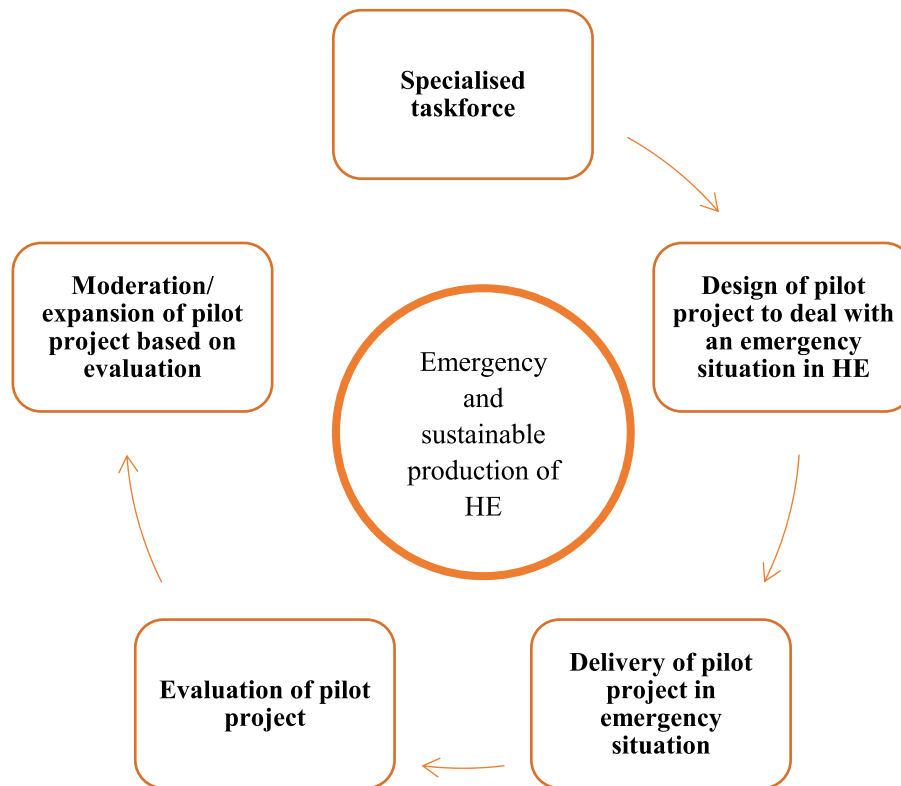 Specialised
taskforce
Design of pilot
project to deal with
an emergency
situation in HE
Delivery of pilot
project in
emergency
situation
Evaluation of pilot
project
Moderation/
expansion of pilot
project based on
evaluation
Emergency
and
sustainable
production of
HE